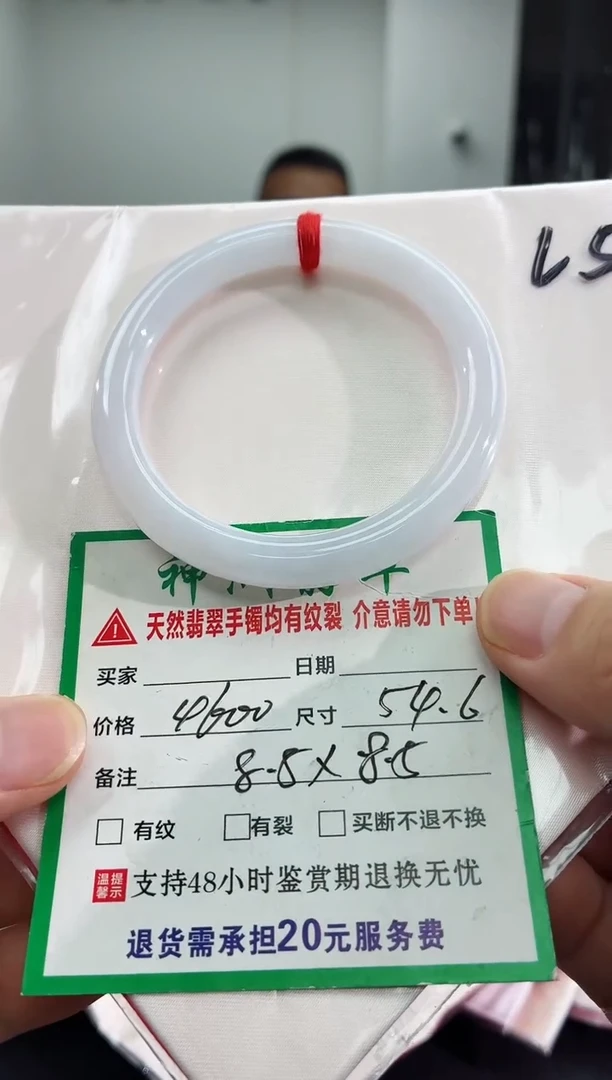 天然翡翠手镯均有纹裂 介意请勿下单
买家 日期
价格 4600 尺寸 54.6
备注 8.5×8.5
有纹 有裂 买断不退不换
温馨提示 支持48小时鉴赏期退换无忧
退货需承担20元服务费